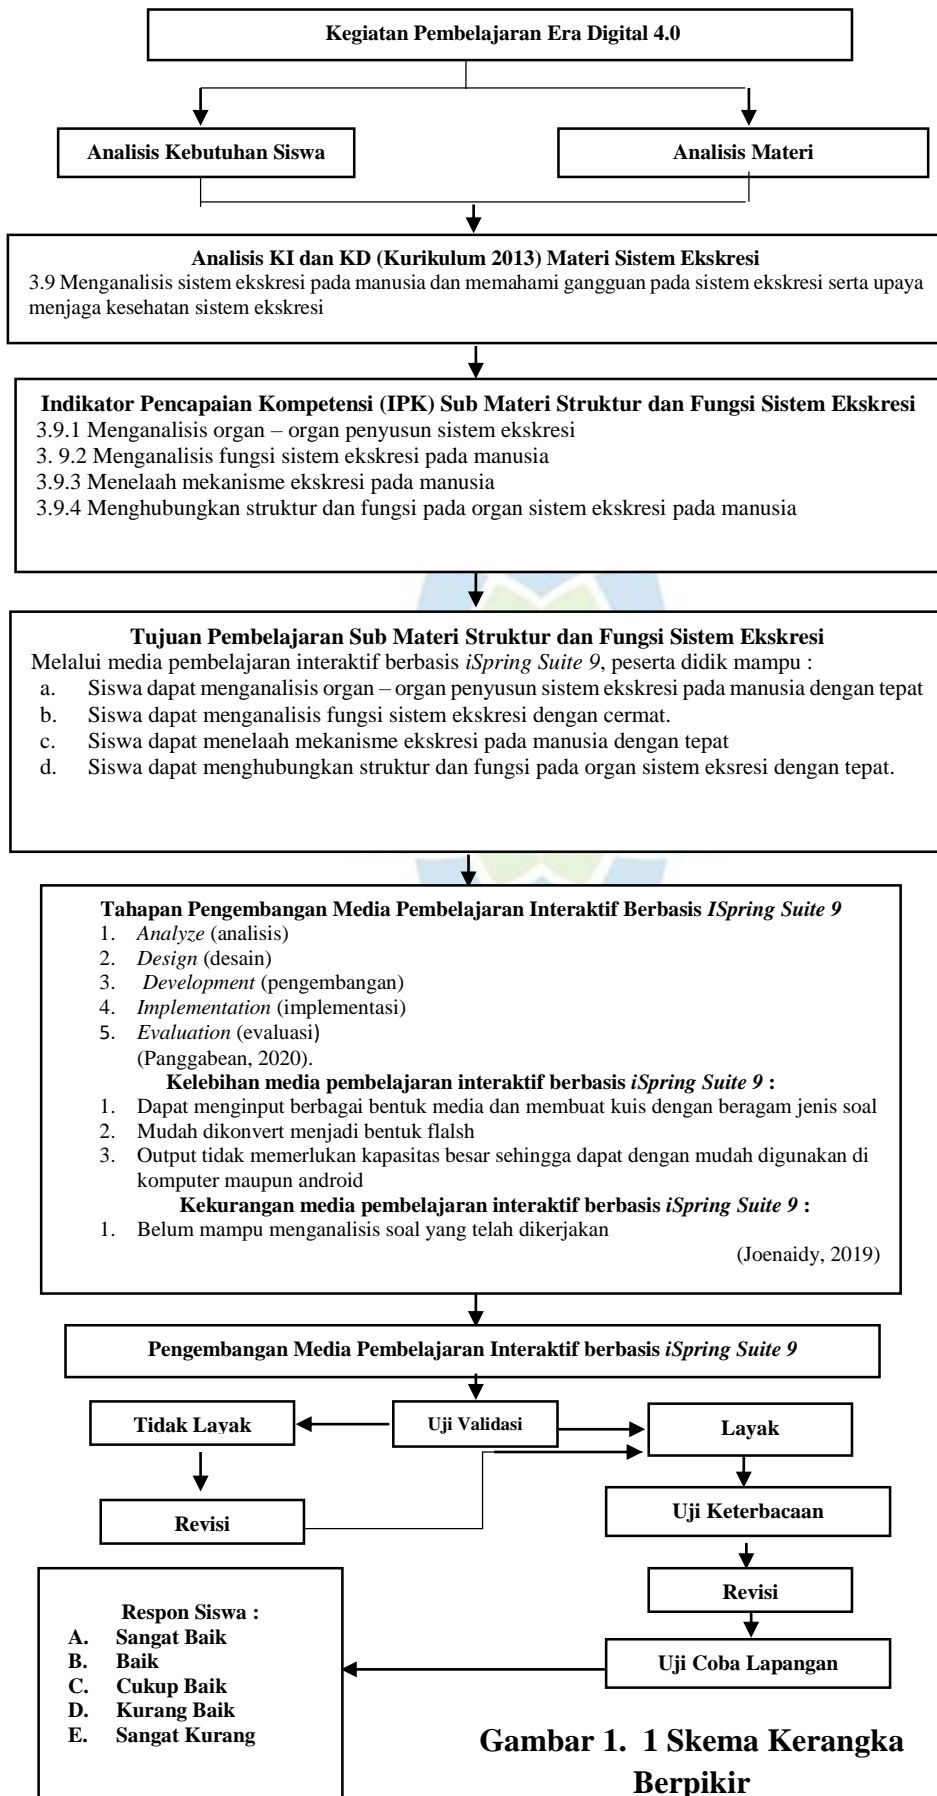 Kegiatan Pembelajaran Era Digital 4.0
Analisis Kebutuhan Siswa
Analisis Materi
Analisis KI dan KD (Kurikulum 2013) Materi Sistem Ekskresi
3.9 Menganalisis sistem ekskresi pada manusia dan memahami gangguan pada sistem ekskresi serta upaya
menjaga kesehatan sistem ekskresi
Indikator Pencapaian Kompetensi (IPK) Sub Materi Struktur dan Fungsi Sistem Ekskresi
3.9.1 Menganalisis organ – organ penyusun sistem ekskresi
3. 9.2 Menganalisis fungsi sistem ekskresi pada manusia
3.9.3 Menelaah mekanisme ekskresi pada manusia
3.9.4 Menghubungkan struktur dan fungsi pada organ sistem ekskresi pada manusia
Tujuan Pembelajaran Sub Materi Struktur dan Fungsi Sistem Ekskresi
Melalui media pembelajaran interaktif berbasis iSpring Suite 9, peserta didik mampu :
a. Siswa dapat menganalisis organ – organ penyusun sistem ekskresi pada manusia dengan tepat
b. Siswa dapat menganalisis fungsi sistem ekskresi dengan cermat.
c. Siswa dapat menelaah mekanisme ekskresi pada manusia dengan tepat
d. Siswa dapat menghubungkan struktur dan fungsi pada organ sistem eksresi dengan tepat.
Tahapan Pengembangan Media Pembelajaran Interaktif Berbasis ISpring Suite 9
1. Analyze (analisis)
2. Design (desain)
3. Development (pengembangan)
4. Implementation (implementasi)
5. Evaluation (evaluasi)
(Panggabean, 2020).
Kelebihan media pembelajaran interaktif berbasis iSpring Suite 9 :
1. Dapat menginput berbagai bentuk media dan membuat kuis dengan beragam jenis soal
2. Mudah dikonvert menjadi bentuk flalsh
3. Output tidak memerlukan kapasitas besar sehingga dapat dengan mudah digunakan di
komputer maupun android
Kekurangan media pembelajaran interaktif berbasis iSpring Suite 9 :
1. Belum mampu menganalisis soal yang telah dikerjakan
(Joenaidy, 2019)
Pengembangan Media Pembelajaran Interaktif berbasis iSpring Suite 9
Tidak Layak
Uji Validasi
Layak
Revisi
Uji Keterbacaan
Revisi
Uji Coba Lapangan
Respon Siswa :
A. Sangat Baik
B. Baik
C. Cukup Baik
D. Kurang Baik
E. Sangat Kurang
Gambar 1. 1 Skema Kerangka
Berpikir